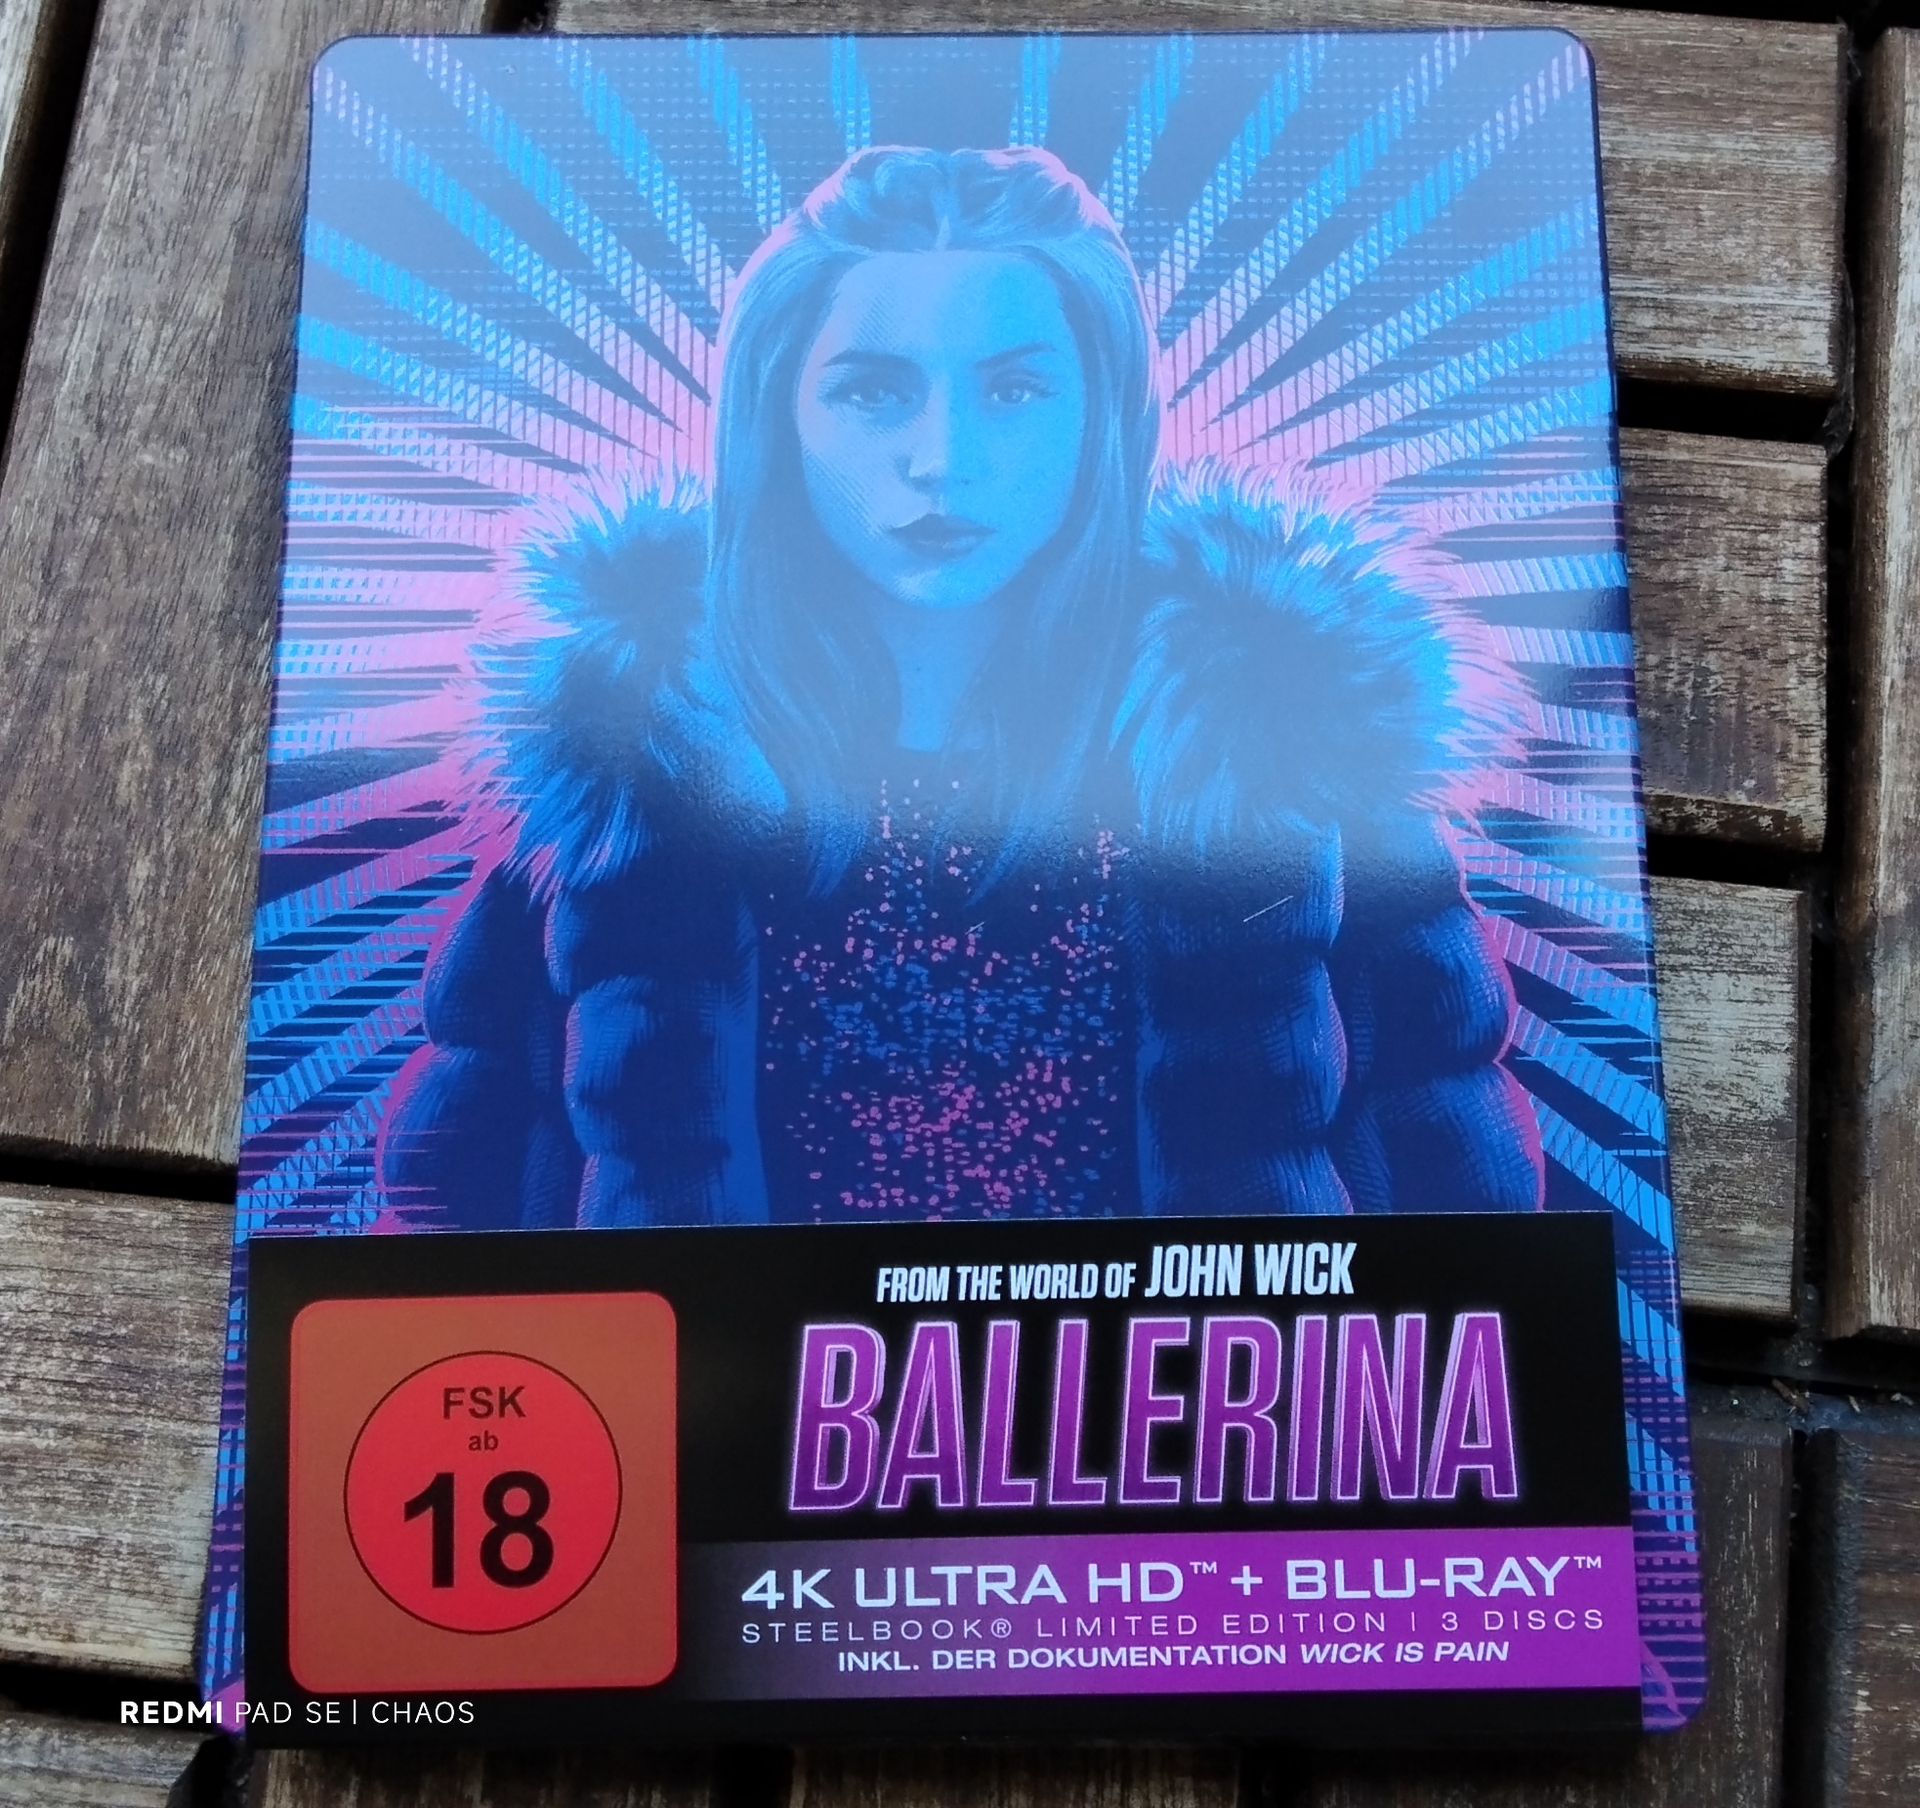 FROM THE WORLD OF JOHN WICK
BALLERINA
FSK
ab
18
4K ULTRA HD™ + BLU-RAY™
STEELBOOK® LIMITED EDITION | 3 DISCS
INKL. DER DOKUMENTATION WICK IS PAIN
REDMI PAD SE | CHAOS